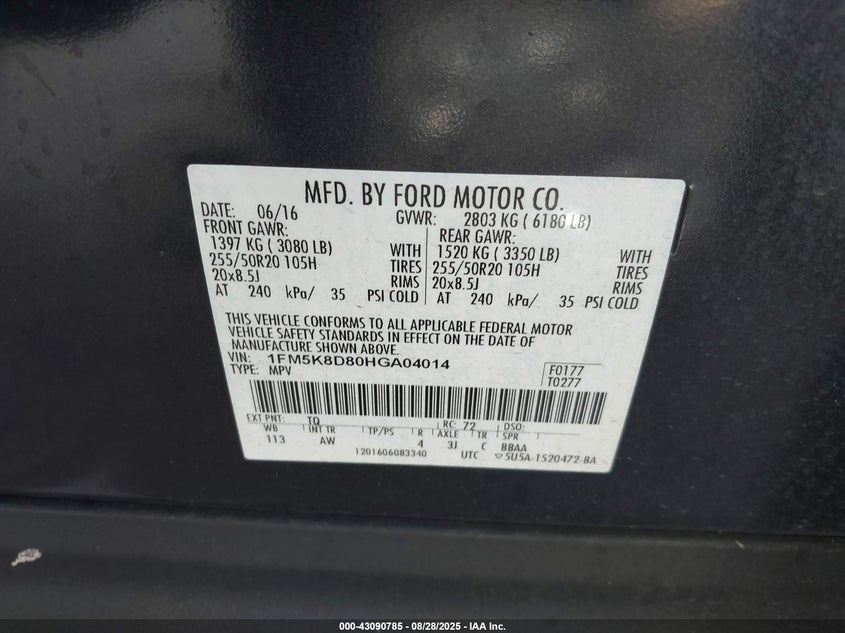 MFD. BY FORD MOTOR CO.
DATE: 06/16 GVWR: 2803 KG ( 6180 LB)
FRONT GAWR: REAR GAWR:
1397 KG ( 3080 LB) WITH 1520 KG ( 3350 LB) WITH
255/50R20 105H TIRES 255/50R20 105H TIRES
20x8.5J RIMS 20x8.5J RIMS
AT 240 kPa/ 35 PSI COLD AT 240 kPa/ 35 PSI COLD
THIS VEHICLE CONFORMS TO ALL APPLICABLE FEDERAL MOTOR
VEHICLE SAFETY STANDARDS IN EFFECT ON THE DATE OF
MANUFACTURE SHOWN ABOVE.
VIN: 1FM5K8D80HGA04014
TYPE: MPV
F0177
T0277
EXT PNT: TQ RC: 72 DSO:
WB INT TR TP/PS R AXLE TR SPR
113 AW 4 3J C BBAA
1201606083340 UTC 5U5A-1520472-BA
000-43090785 - 08/28/2025 - IAA Inc.